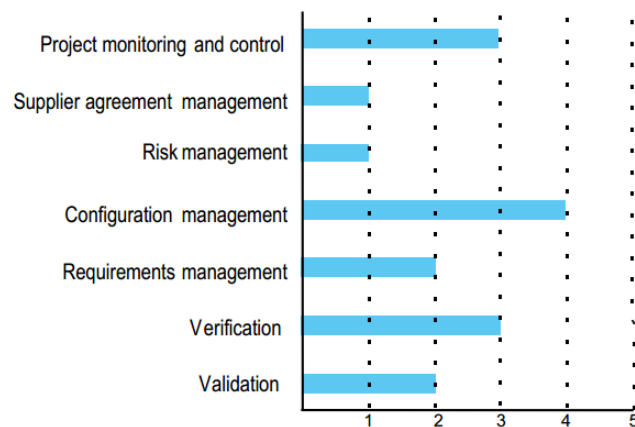 Project monitoring and control
Supplier agreement management
Risk management
Configuration management
Requirements management
Verification
Validation
1 2 3 4 5